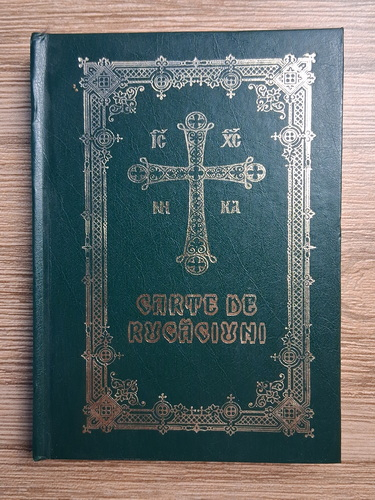 IC XC
NI KA
CARTE DE
RUGĂCIUNI